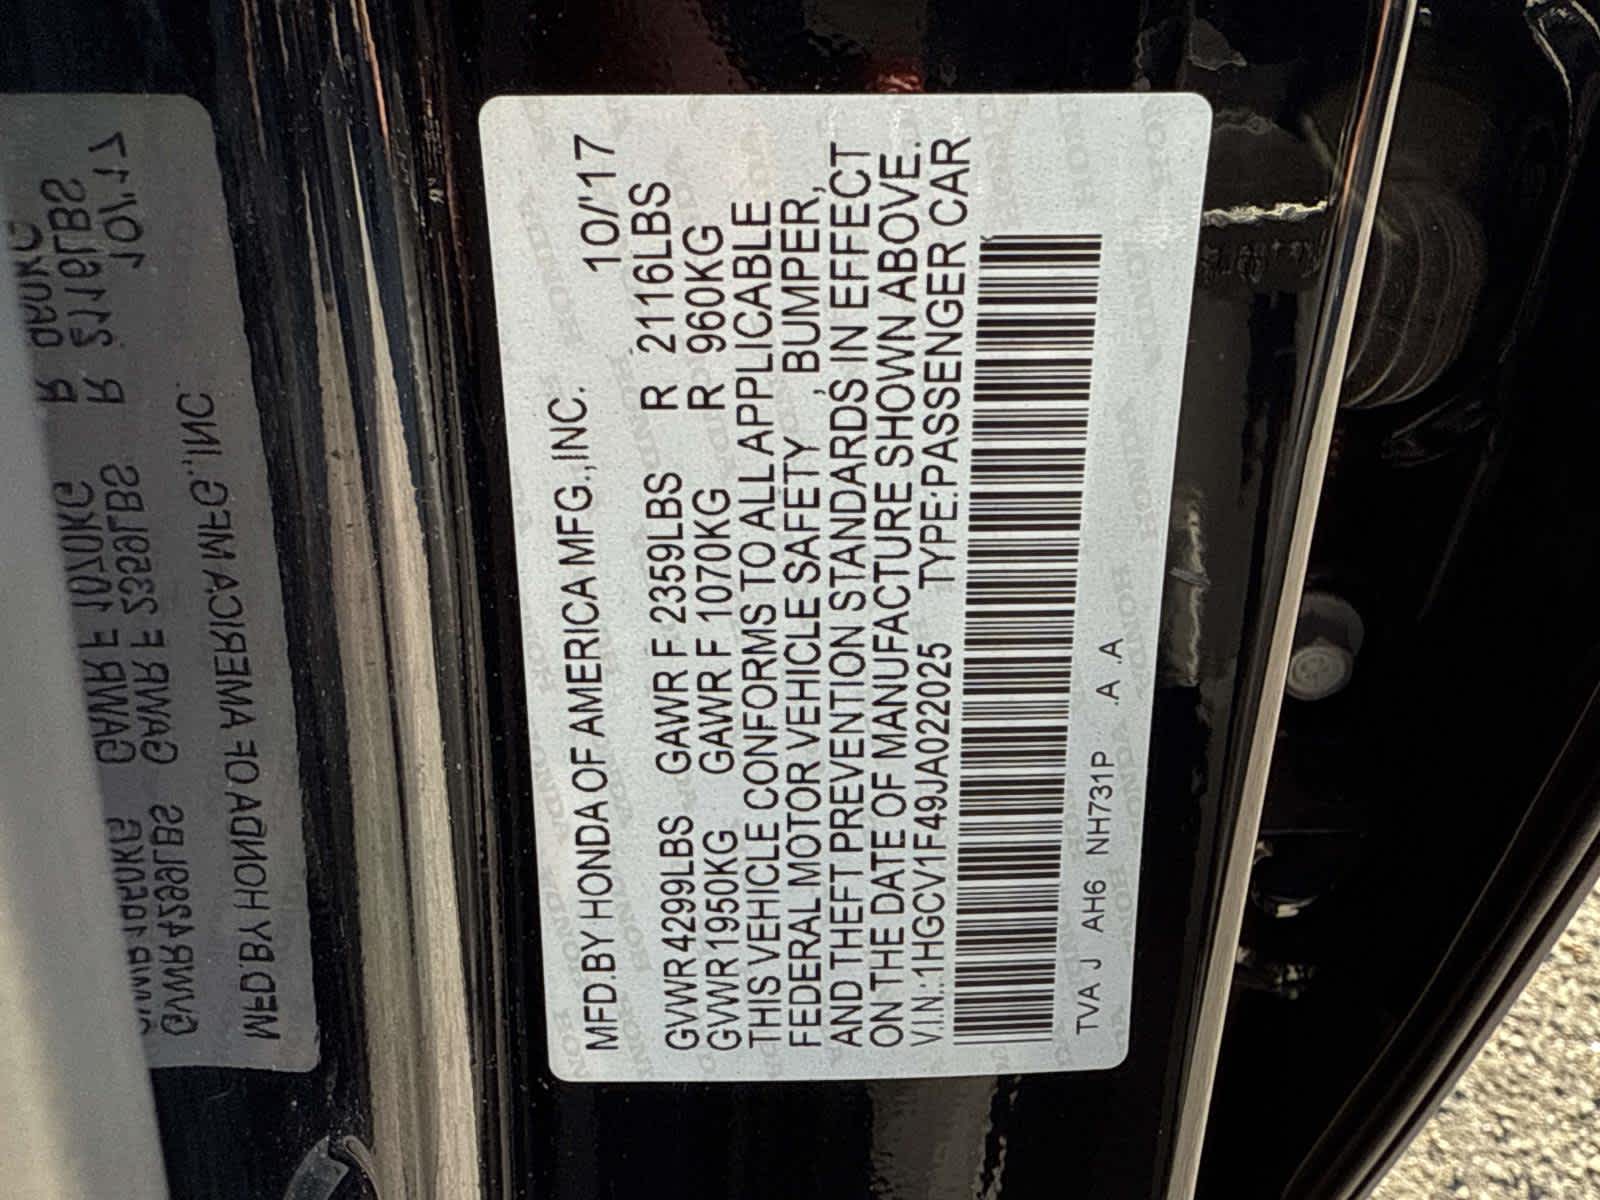 MFD.BY HONDA OF AMERICA MFG.,INC. 10/'17
GVWR 4299LBS GAWR F 2359LBS R 2116LBS
GVWR 1950KG GAWR F 1070KG R 960KG
THIS VEHICLE CONFORMS TO ALL APPLICABLE
FEDERAL MOTOR VEHICLE SAFETY, BUMPER,
AND THEFT PREVENTION STANDARDS IN EFFECT
ON THE DATE OF MANUFACTURE SHOWN ABOVE.
V.I.N.:1HGCV1F49JA022025 TYPE:PASSENGER CAR
TVA J AH6 NH731P .A .A